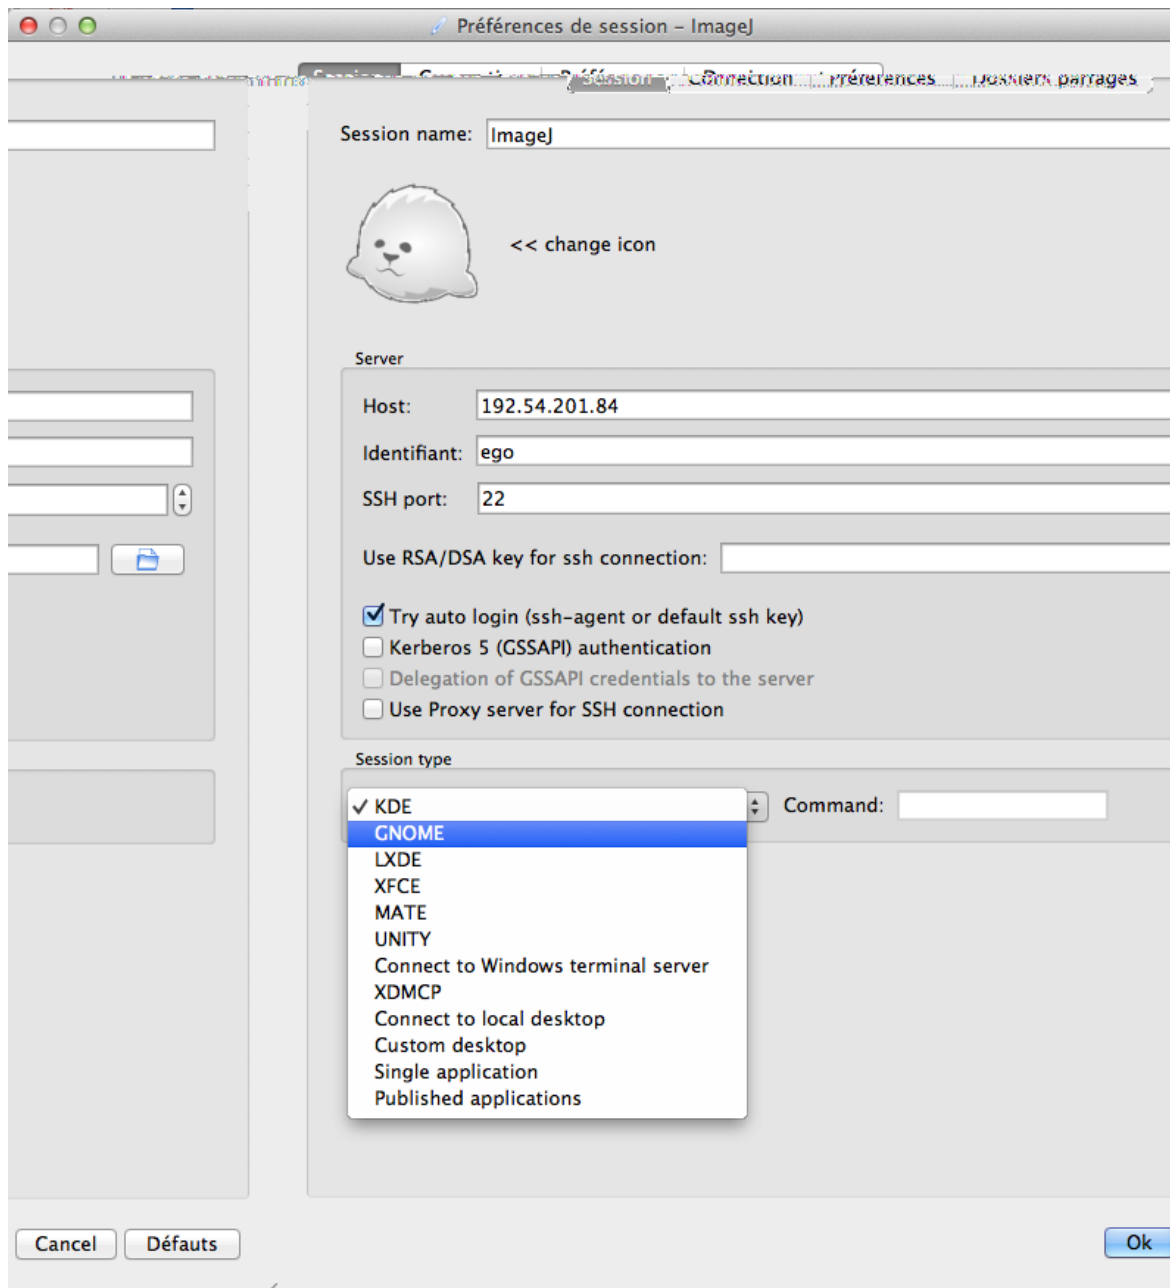 Préférences de session – ImageJ
Session Connection Préférences Dossiers partagés
Session name: ImageJ
<< change icon
Server
Host: 192.54.201.84
Identifiant: ego
SSH port: 22
Use RSA/DSA key for ssh connection:
Try auto login (ssh-agent or default ssh key)
Kerberos 5 (GSSAPI) authentication
Delegation of GSSAPI credentials to the server
Use Proxy server for SSH connection
Session type
✓ KDE Command:
GNOME
LXDE
XFCE
MATE
UNITY
Connect to Windows terminal server
XDMCP
Connect to local desktop
Custom desktop
Single application
Published applications
Cancel Défauts Ok